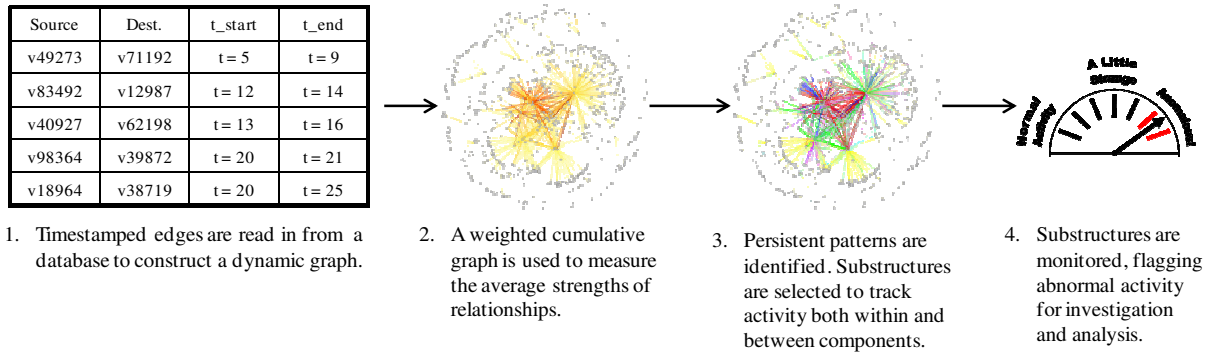 Source Dest. t_start t_end
v49273 v71192 t = 5 t = 9
v83492 v12987 t = 12 t = 14
v40927 v62198 t = 13 t = 16
v98364 v39872 t = 20 t = 21
v18964 v38719 t = 20 t = 25
1. Timestamped edges are read in from a
database to construct a dynamic graph.
2. A weighted cumulative
graph is used to measure
the average strengths of
relationships.
3. Persistent patterns are
identified. Substructures
are selected to track
activity both within and
between components.
Normal
Activity
A Little
Strange
Anomalous!
4. Substructures are
monitored, flagging
abnormal activity
for investigation
and analysis.